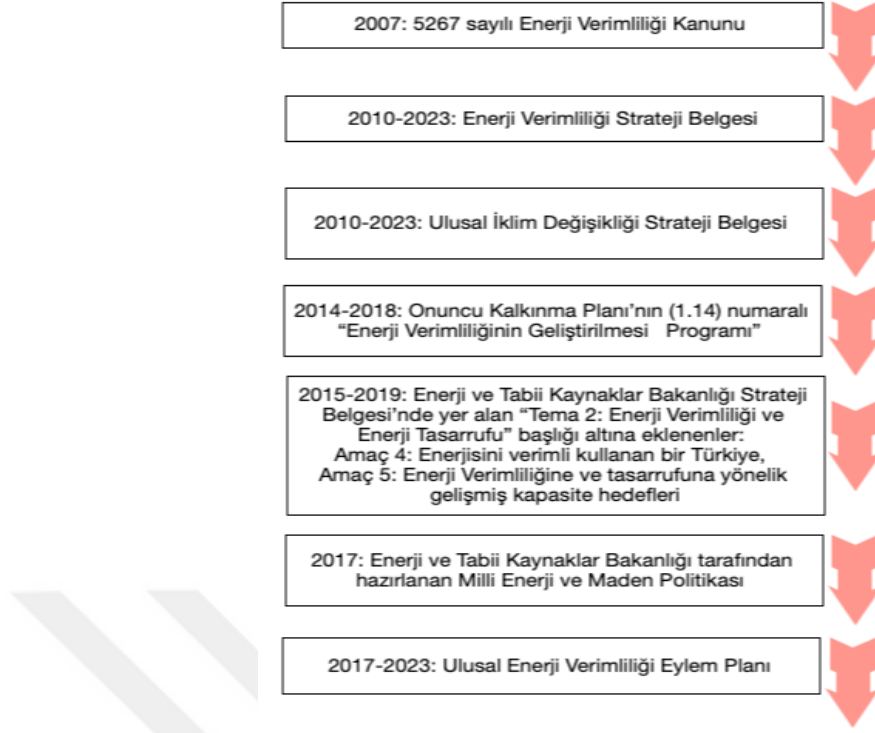 2007: 5267 sayılı Enerji Verimliliği Kanunu
2010-2023: Enerji Verimliliği Strateji Belgesi
2010-2023: Ulusal İklim Değişikliği Strateji Belgesi
2014-2018: Onuncu Kalkınma Planı’nın (1.14) numaralı
“Enerji Verimliliğinin Geliştirilmesi Programı”
2015-2019: Enerji ve Tabii Kaynaklar Bakanlığı Strateji
Belgesi’nde yer alan “Tema 2: Enerji Verimliliği ve
Enerji Tasarrufu” başlığı altına eklenenler:
Amaç 4: Enerjisini verimli kullanan bir Türkiye,
Amaç 5: Enerji Verimliliğine ve tasarrufuna yönelik
gelişmiş kapasite hedefleri
2017: Enerji ve Tabii Kaynaklar Bakanlığı tarafından
hazırlanan Milli Enerji ve Maden Politikası
2017-2023: Ulusal Enerji Verimliliği Eylem Planı